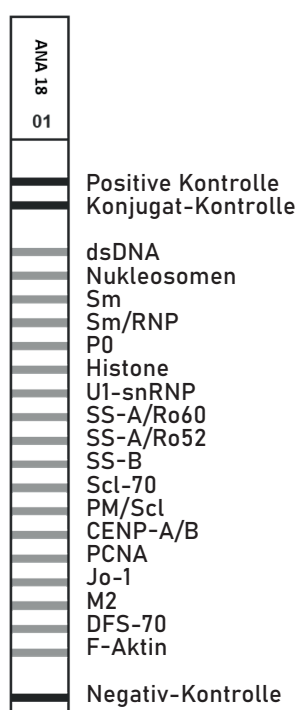 ANA 18
01
Positive Kontrolle
Konjugat-Kontrolle
dsDNA
Nukleosomen
Sm
Sm/RNP
P0
Histone
U1-snRNP
SS-A/Ro60
SS-A/Ro52
SS-B
Scl-70
PM/Scl
CENP-A/B
PCNA
Jo-1
M2
DFS-70
F-Aktin
Negativ-Kontrolle